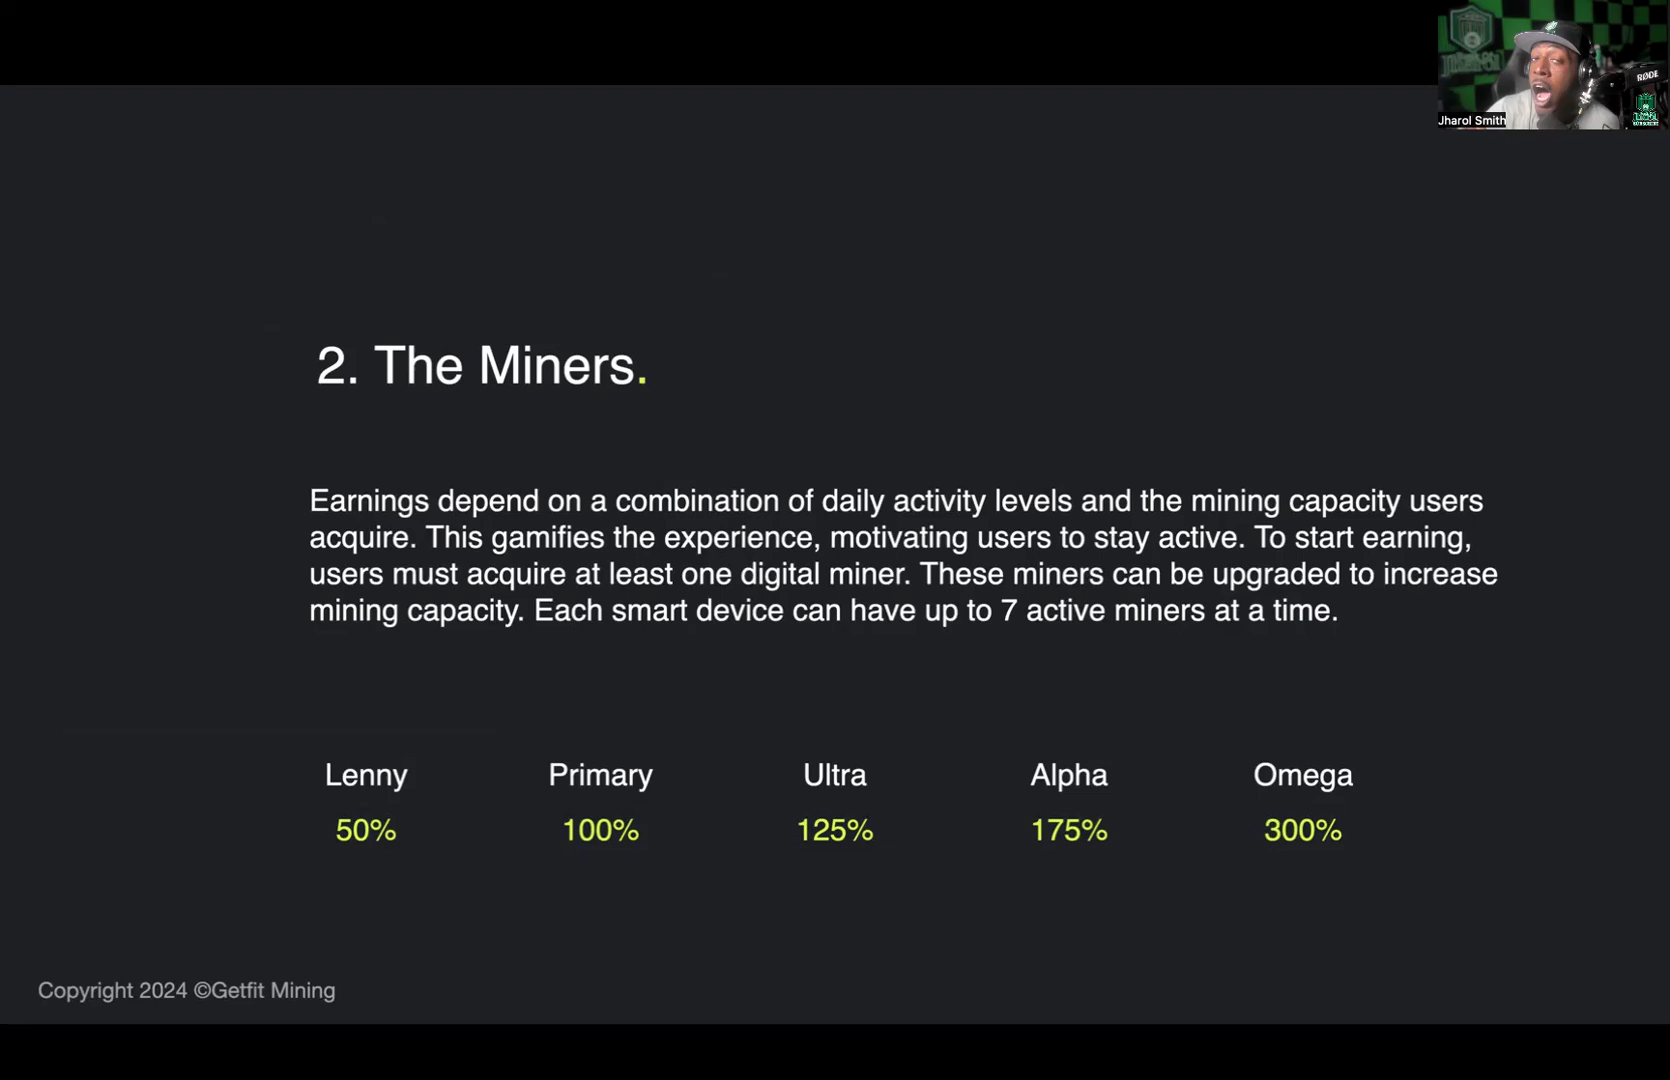 RØDE
Jharol Smith
2. The Miners.
Earnings depend on a combination of daily activity levels and the mining capacity users
acquire. This gamifies the experience, motivating users to stay active. To start earning,
users must acquire at least one digital miner. These miners can be upgraded to increase
mining capacity. Each smart device can have up to 7 active miners at a time.
Lenny Primary Ultra Alpha Omega
50% 100% 125% 175% 300%
Copyright 2024 ©Getfit Mining